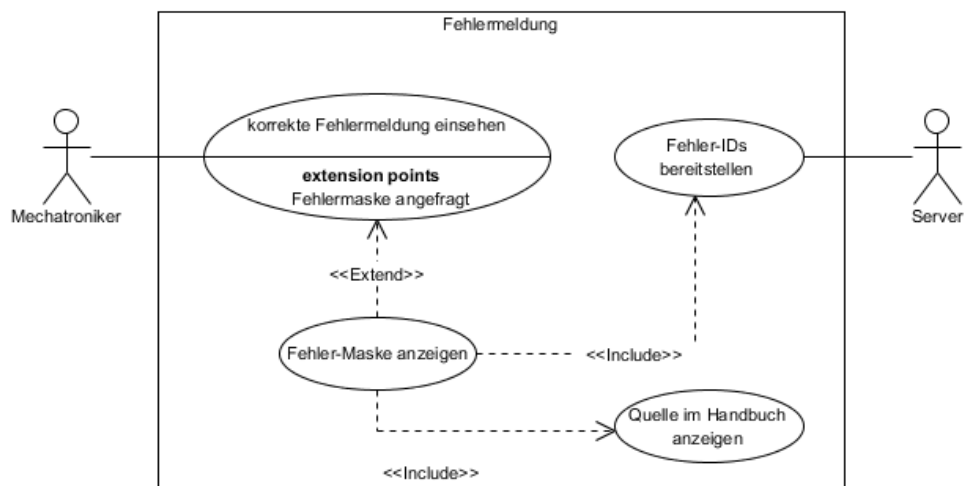 Fehlermeldung
korrekte Fehlermeldung einsehen
extension points
Fehlermaske angefragt
Fehler-IDs
bereitstellen
Mechatroniker
Server
<<Extend>>
Fehler-Maske anzeigen
<<Include>>
Quelle im Handbuch
anzeigen
<<Include>>